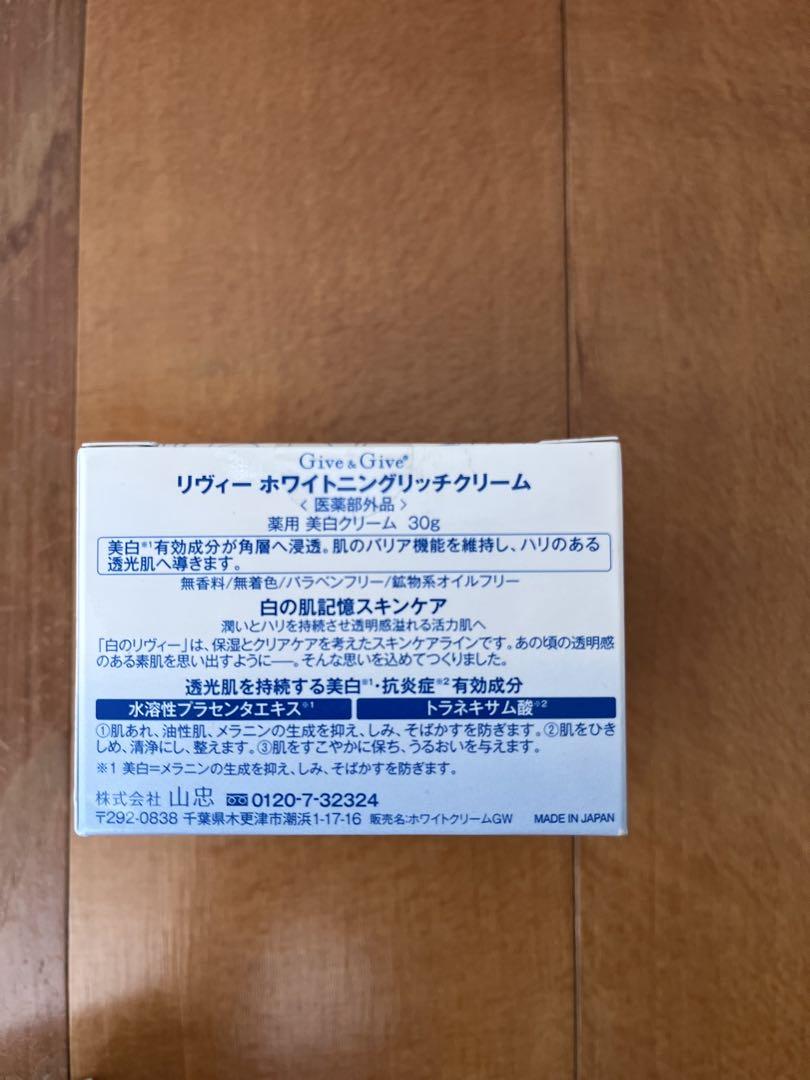 Give & Give®
リヴィー ホワイトニングリッチクリーム
〈 医薬部外品 〉
薬用 美白クリーム 30g
美白※1有効成分が角層へ浸透。肌のバリア機能を維持し、ハリのある
透光肌へ導きます。
無香料/無着色/パラベンフリー/鉱物系オイルフリー
白の肌記憶スキンケア
潤いとハリを持続させ透明感溢れる活力肌へ
「白のリヴィー」は、保湿とクリアケアを考えたスキンケアラインです。あの頃の透明感
のある素肌を思い出すように──。そんな思いを込めてつくりました。
透光肌を持続する美白※1・抗炎症※2有効成分
水溶性プラセンタエキス※1 トラネキサム酸※2
①肌あれ、油性肌、メラニンの生成を抑え、しみ、そばかすを防ぎます。②肌をひき
しめ、清浄にし、整えます。③肌をすこやかに保ち、うるおいを与えます。
※1 美白=メラニンの生成を抑え、しみ、そばかすを防ぎます。
株式会社 山忠 0120-7-32324
〒292-0838 千葉県木更津市潮浜1-17-16 販売名:ホワイトクリームGW MADE IN JAPAN